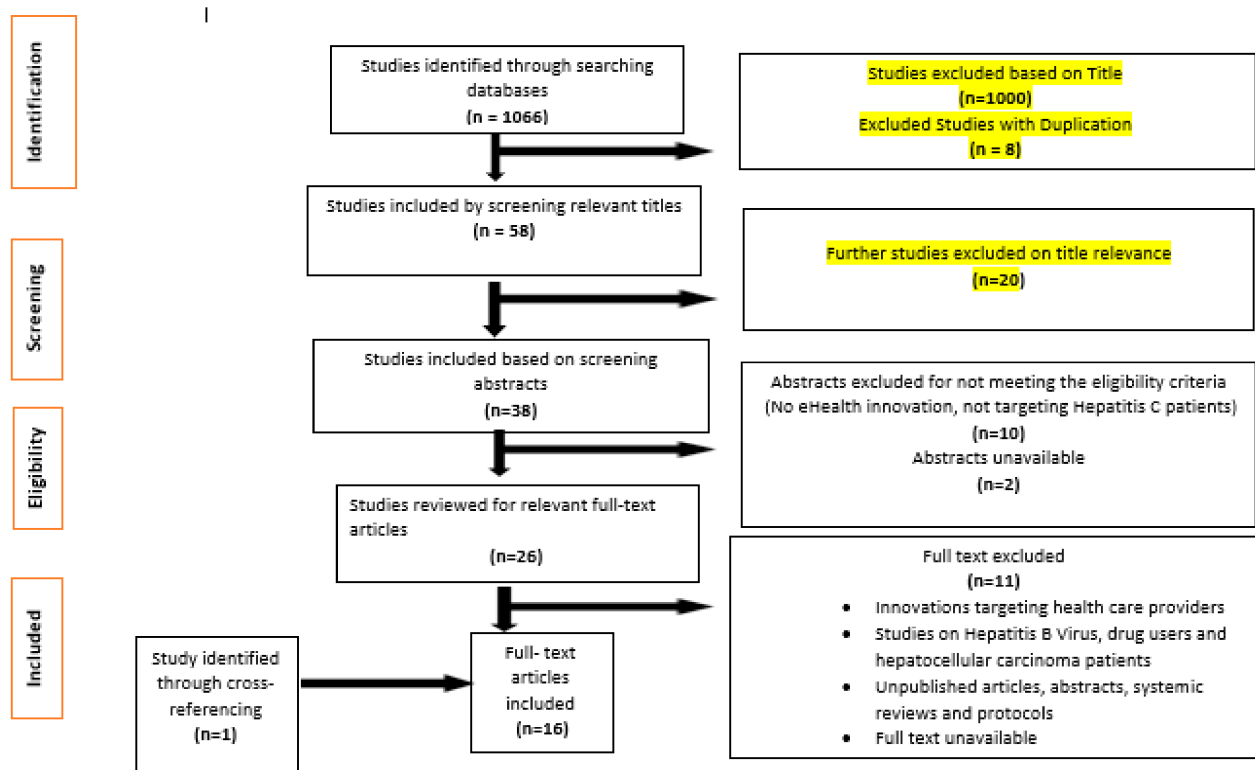 Identification
Studies identified through searching
databases
(n = 1066)
Studies excluded based on Title
(n=1000)
Excluded Studies with Duplication
(n = 8)
Studies included by screening relevant titles
(n = 58)
Screening
Further studies excluded on title relevance
(n=20)
Studies included based on screening
abstracts
(n=38)
Eligibility
Abstracts excluded for not meeting the eligibility criteria
(No eHealth innovation, not targeting Hepatitis C patients)
(n=10)
Abstracts unavailable
(n=2)
Studies reviewed for relevant full-text
articles
(n=26)
Included
Full text excluded
(n=11)
• Innovations targeting health care providers
• Studies on Hepatitis B Virus, drug users and
hepatocellular carcinoma patients
• Unpublished articles, abstracts, systemic
reviews and protocols
• Full text unavailable
Study identified
through cross-
referencing
(n=1)
Full- text
articles
included
(n=16)